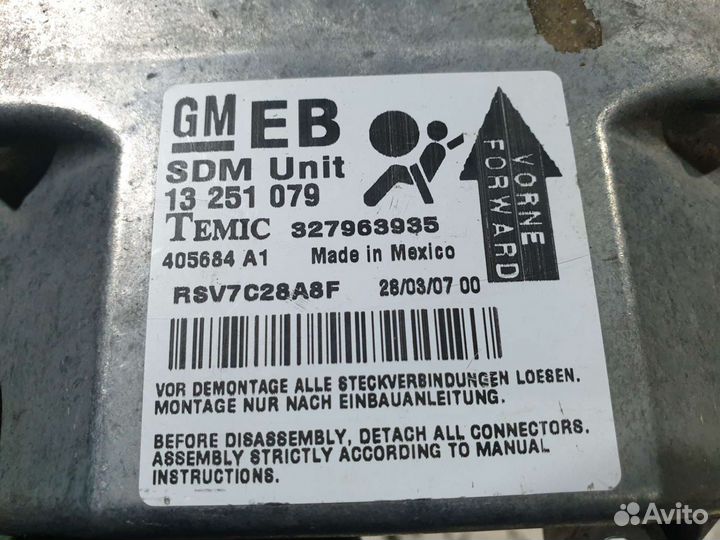 GM EB
SDM Unit
13 251 079
TEMIC 327963935
405684 A1 Made in Mexico
RSV7C28A8F 28/03/07 00
VORNE
FORWARD
VOR DEMONTAGE ALLE STECKVERBINDUNGEN LOESEN.
MONTAGE NUR NACH EINBAUANLEITUNG.
BEFORE DISASSEMBLY, DETACH ALL CONNECTORS.
ASSEMBLY STRICTLY ACCORDING TO MANUAL
INSTRUCTIONS.
Avito